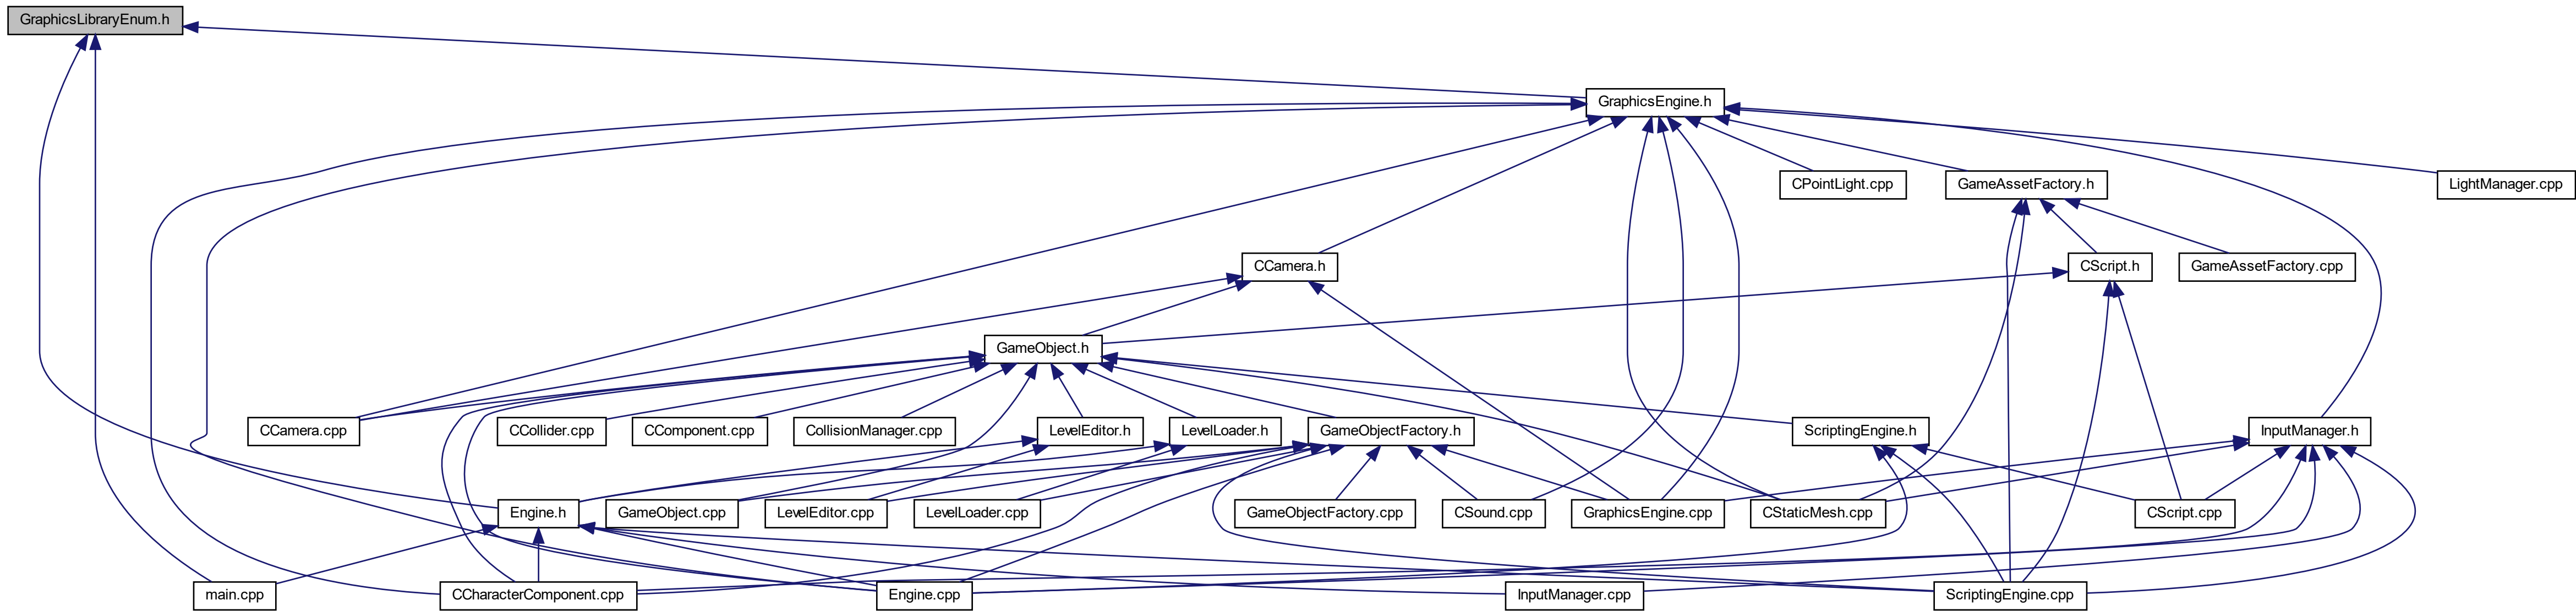 GraphicsLibraryEnum.h
GraphicsEngine.h
CPointLight.cpp
GameAssetFactory.h
LightManager.cpp
CCamera.h
CScript.h
GameAssetFactory.cpp
GameObject.h
CCamera.cpp
CCollider.cpp
CComponent.cpp
CollisionManager.cpp
LevelEditor.h
LevelLoader.h
GameObjectFactory.h
ScriptingEngine.h
InputManager.h
Engine.h
GameObject.cpp
LevelEditor.cpp
LevelLoader.cpp
GameObjectFactory.cpp
CSound.cpp
GraphicsEngine.cpp
CStaticMesh.cpp
CScript.cpp
main.cpp
CCharacterComponent.cpp
Engine.cpp
InputManager.cpp
ScriptingEngine.cpp